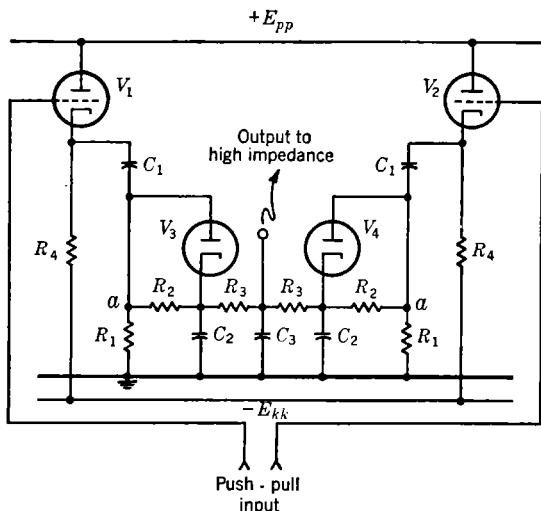 +E_pp
V_1
V_2
Output to
high impedance
C_1
C_1
V_3
V_4
R_4
R_4
a
R_2
R_3
R_3
R_2
a
R_1
C_2
C_3
C_2
R_1
-E_kk
Push - pull
input